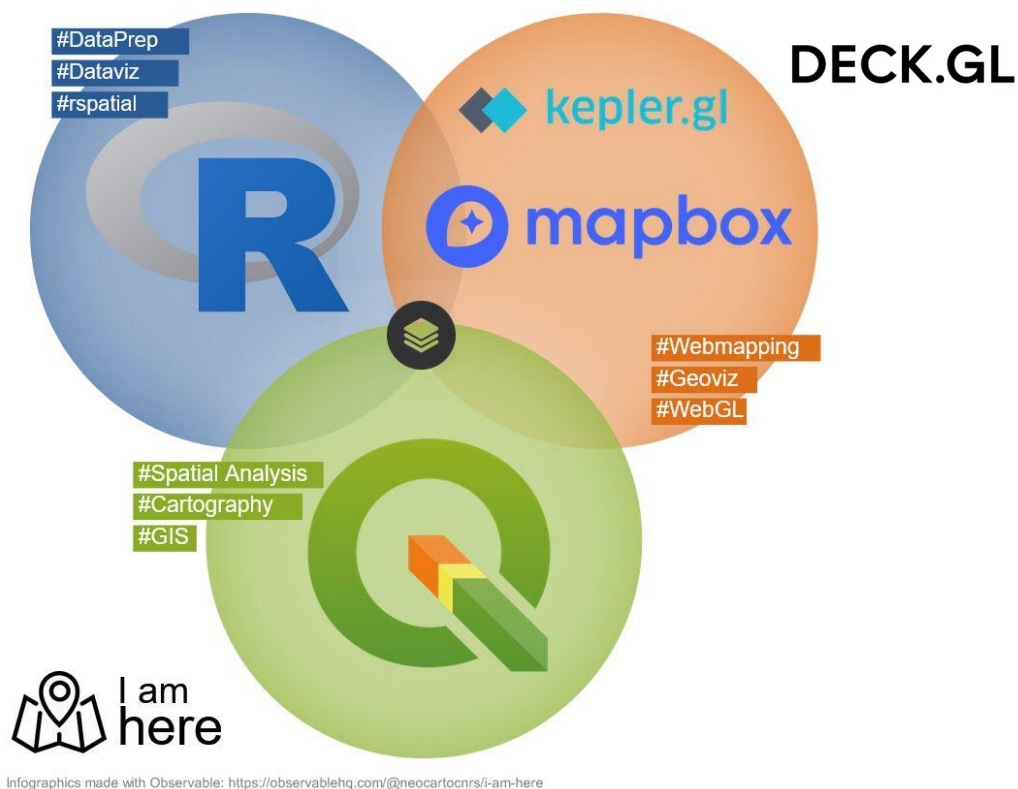 #DataPrep
#Dataviz
#rspatial
R
kepler.gl
mapbox
DECK.GL
#Webmapping
#Geoviz
#WebGL
#Spatial Analysis
#Cartography
#GIS
Q
I am
here
Infographics made with Observable: https://observablehq.com/@neocartocnrs/i-am-here